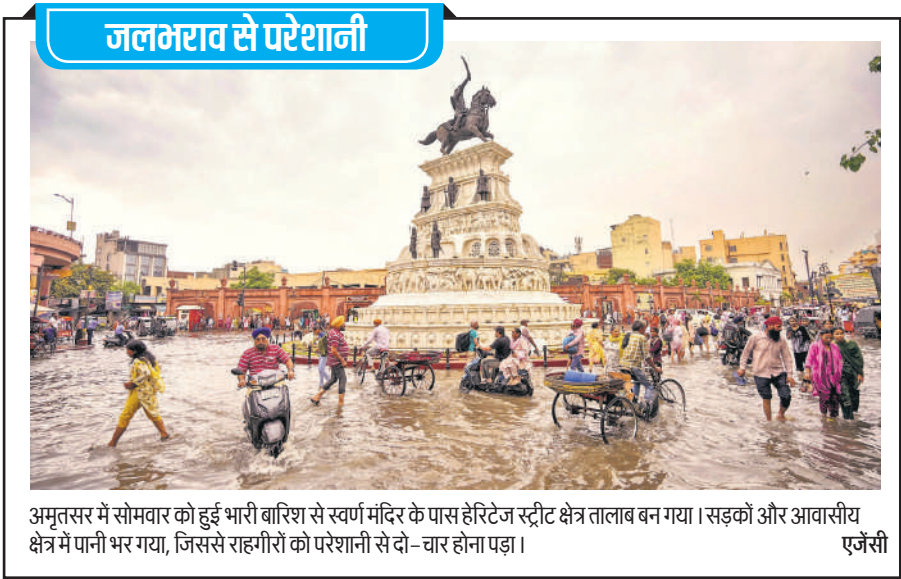 जलभराव से परेशानी
अमृतसर में सोमवार को हुई भारी बारिश से स्वर्ण मंदिर के पास हेरिटेज स्ट्रीट क्षेत्र तालाब बन गया। सड़कों और आवासीय
क्षेत्र में पानी भर गया, जिससे राहगीरों को परेशानी से दो-चार होना पड़ा।
एजेंसी